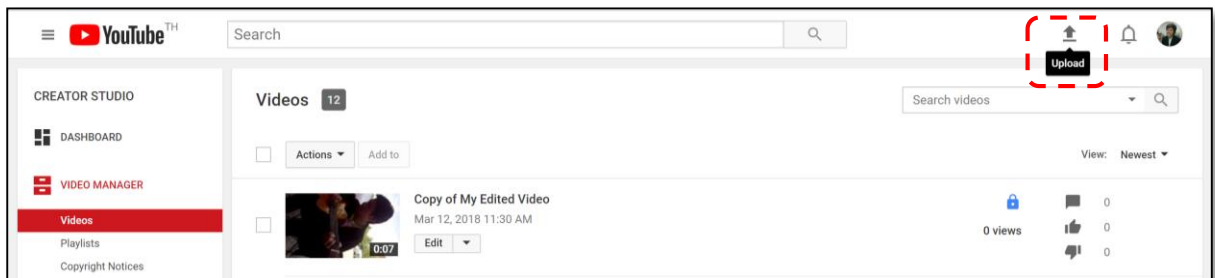 YouTube TH
Search
Upload
CREATOR STUDIO
DASHBOARD
VIDEO MANAGER
Videos
Playlists
Copyright Notices
Videos 12
Search videos
Actions Add to
View: Newest
Copy of My Edited Video
Mar 12, 2018 11:30 AM
Edit
0:07
0 views
0
0
0